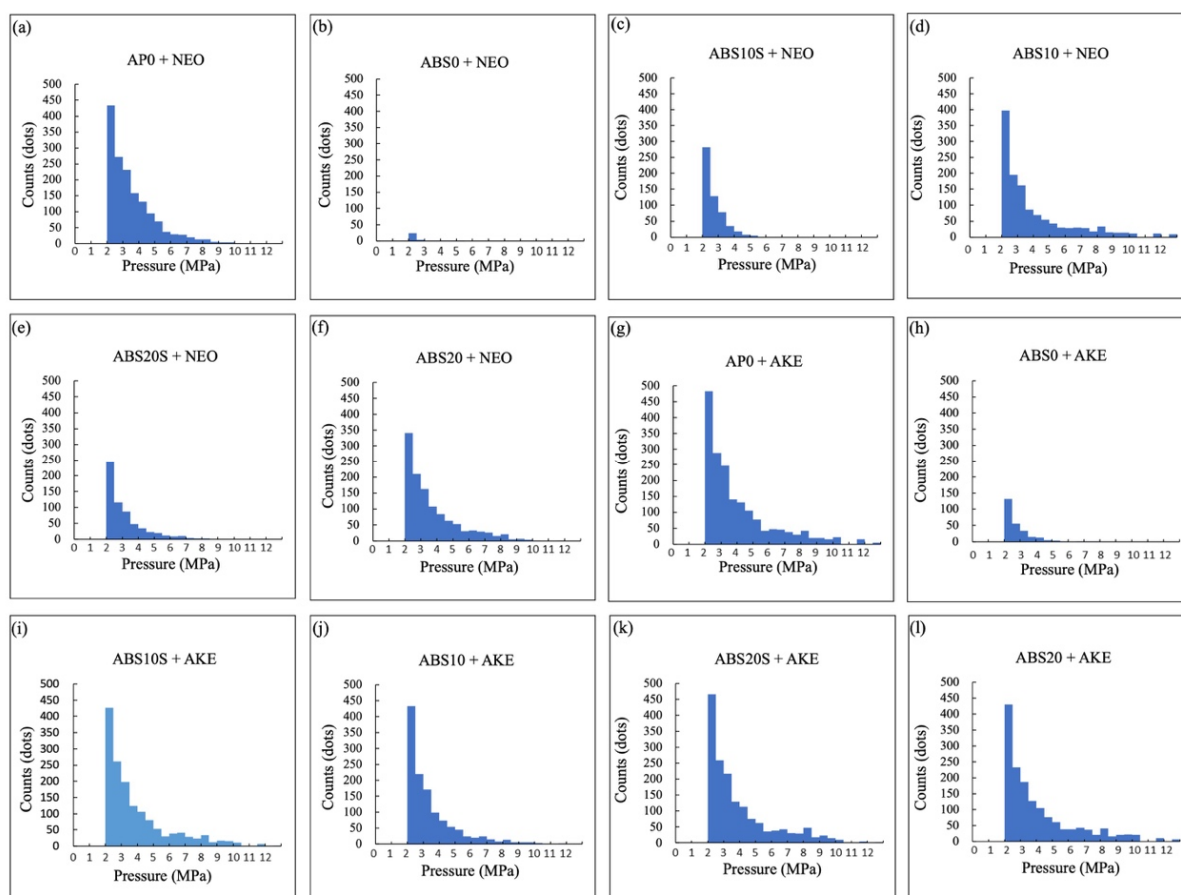 (a)
AP0 + NEO
500
450
400
350
300
250
200
150
100
50
0
Counts (dots)
0 1 2 3 4 5 6 7 8 9 10 11 12
Pressure (MPa)
(b)
ABS0 + NEO
500
450
400
350
300
250
200
150
100
50
0
Counts (dots)
0 1 2 3 4 5 6 7 8 9 10 11 12
Pressure (MPa)
(c)
ABS10S + NEO
500
450
400
350
300
250
200
150
100
50
0
Counts (dots)
0 1 2 3 4 5 6 7 8 9 10 11 12
Pressure (MPa)
(d)
ABS10 + NEO
500
450
400
350
300
250
200
150
100
50
0
Counts (dots)
0 1 2 3 4 5 6 7 8 9 10 11 12
Pressure (MPa)
(e)
ABS20S + NEO
500
450
400
350
300
250
200
150
100
50
0
Counts (dots)
0 1 2 3 4 5 6 7 8 9 10 11 12
Pressure (MPa)
(f)
ABS20 + NEO
500
450
400
350
300
250
200
150
100
50
0
Counts (dots)
0 1 2 3 4 5 6 7 8 9 10 11 12
Pressure (MPa)
(g)
AP0 + AKE
500
450
400
350
300
250
200
150
100
50
0
Counts (dots)
0 1 2 3 4 5 6 7 8 9 10 11 12
Pressure (MPa)
(h)
ABS0 + AKE
500
450
400
350
300
250
200
150
100
50
0
Counts (dots)
0 1 2 3 4 5 6 7 8 9 10 11 12
Pressure (MPa)
(i)
ABS10S + AKE
500
450
400
350
300
250
200
150
100
50
0
Counts (dots)
0 1 2 3 4 5 6 7 8 9 10 11 12
Pressure (MPa)
(j)
ABS10 + AKE
500
450
400
350
300
250
200
150
100
50
0
Counts (dots)
0 1 2 3 4 5 6 7 8 9 10 11 12
Pressure (MPa)
(k)
ABS20S + AKE
500
450
400
350
300
250
200
150
100
50
0
Counts (dots)
0 1 2 3 4 5 6 7 8 9 10 11 12
Pressure (MPa)
(l)
ABS20 + AKE
500
450
400
350
300
250
200
150
100
50
0
Counts (dots)
0 1 2 3 4 5 6 7 8 9 10 11 12
Pressure (MPa)